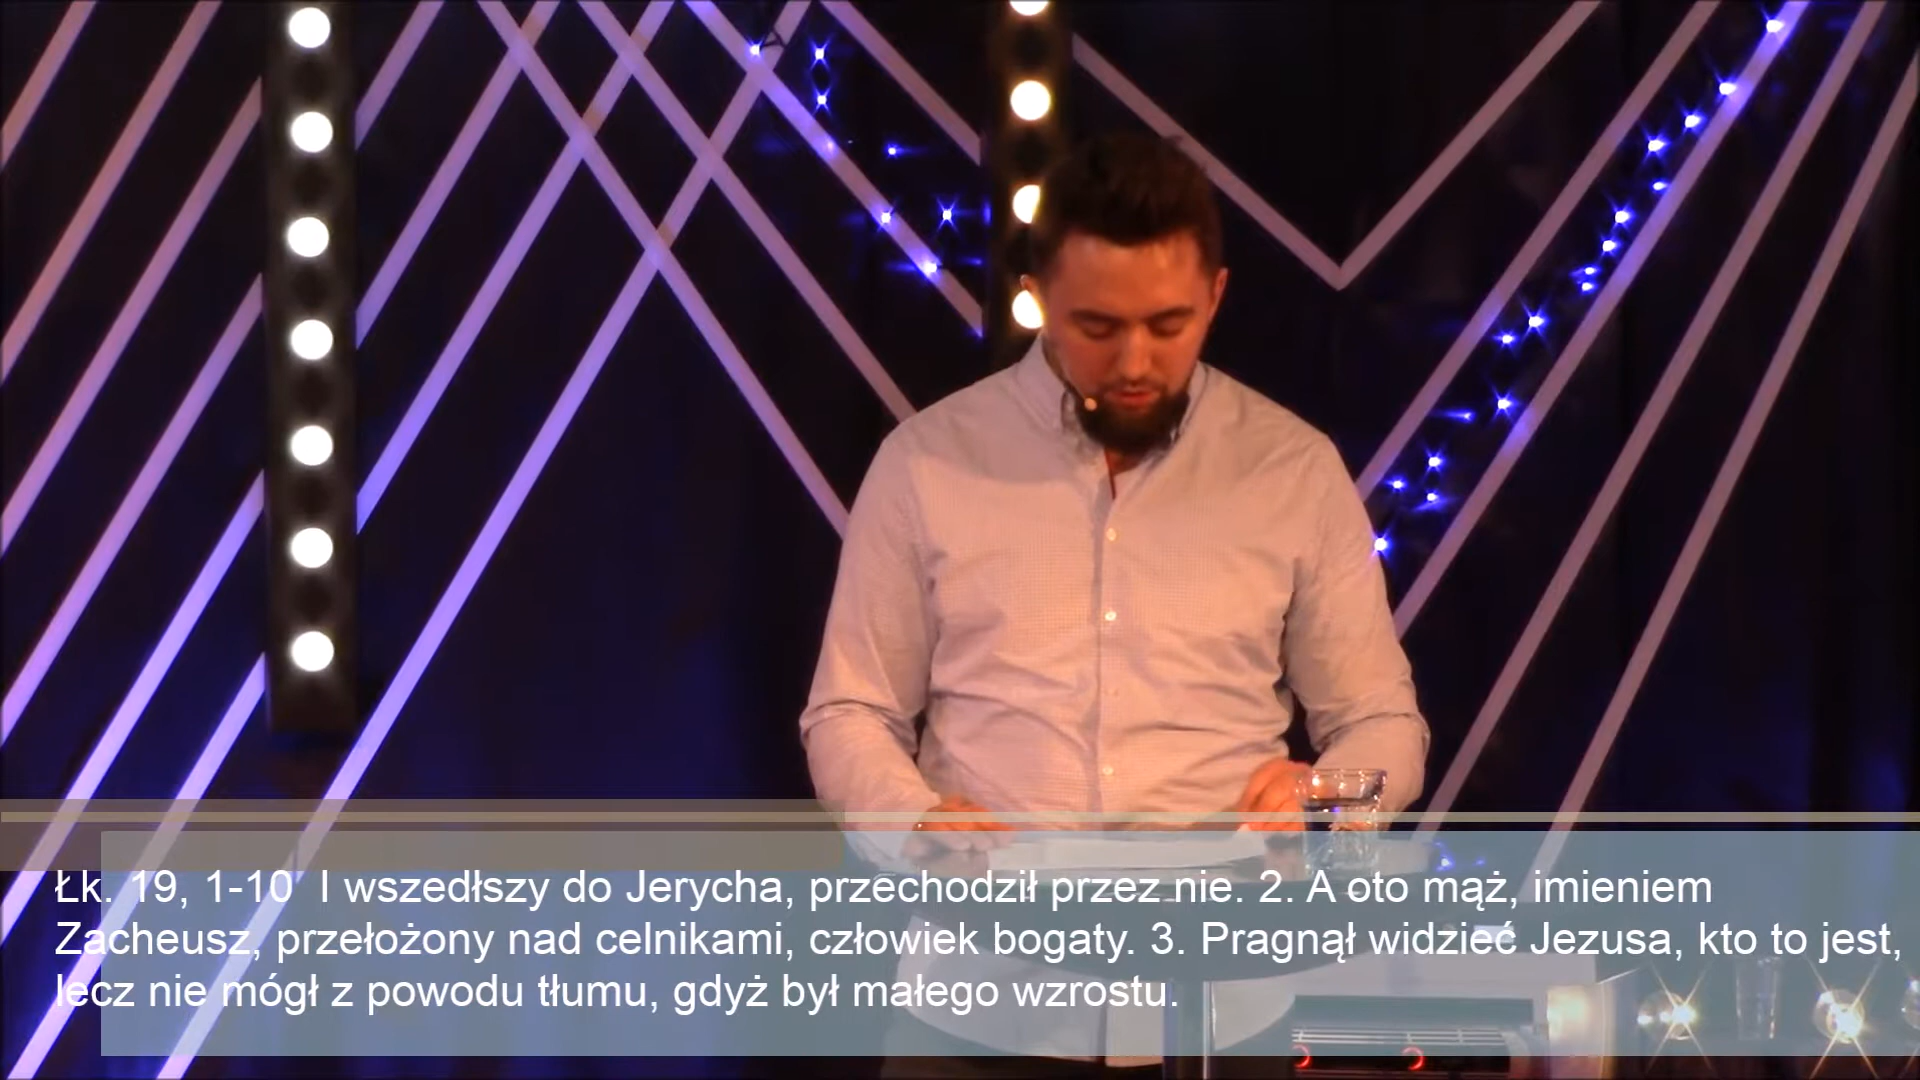 Łk. 19, 1-10  I wszedłszy do Jerycha, przechodził przez nie. 2. A oto mąż, imieniem
Zacheusz, przełożony nad celnikami, człowiek bogaty. 3. Pragnął widzieć Jezusa, kto to jest,
lecz nie mógł z powodu tłumu, gdyż był małego wzrostu.